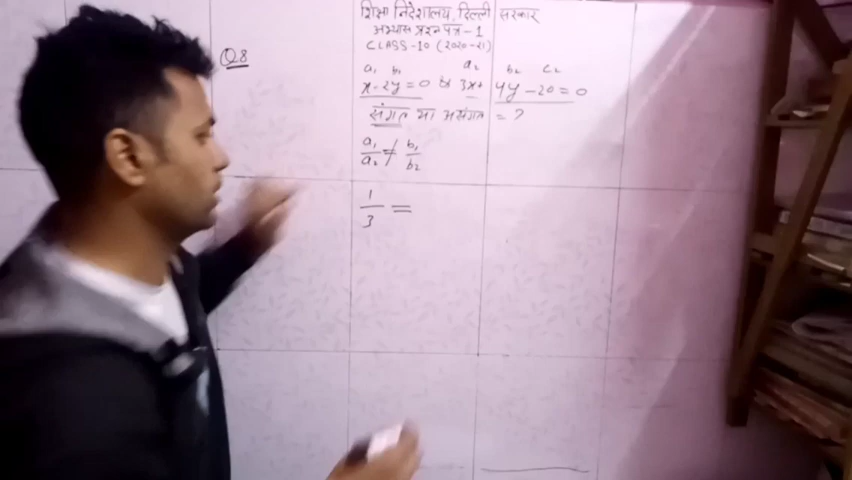 शिक्षा निदेशालय, दिल्ली सरकार
अभ्यास प्रश्न पत्र - 1
CLASS-10 (2020-21)
Q8
a₁ b₁ a₂ b₂ c₂
x - 2y = 0 & 3x + 4y - 20 = 0
संगत या असंगत = ?
a₁/a₂ ≠ b₁/b₂
1/3 =